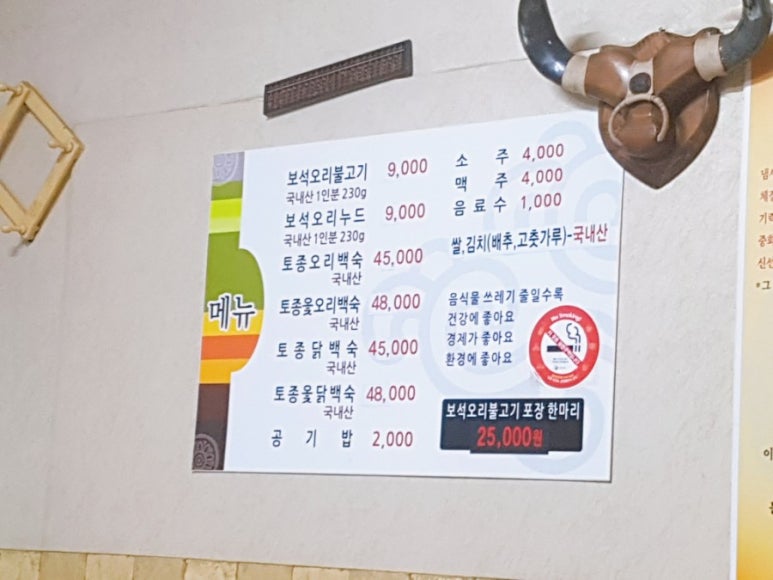 메뉴
보석오리불고기 9,000
국내산 1인분 230g
보석오리누드 9,000
국내산 1인분 230g
토종오리백숙 45,000
국내산
토종옻오리백숙 48,000
국내산
토종닭백숙 45,000
국내산
토종옻닭백숙 48,000
국내산
공기밥 2,000
소주 4,000
맥주 4,000
음료수 1,000
쌀,김치(배추,고춧가루)-국내산
음식물 쓰레기 줄일수록
건강에 좋아요
경제가 좋아요
환경에 좋아요
No Smoking!
보석오리불고기 포장 한마리
25,000원